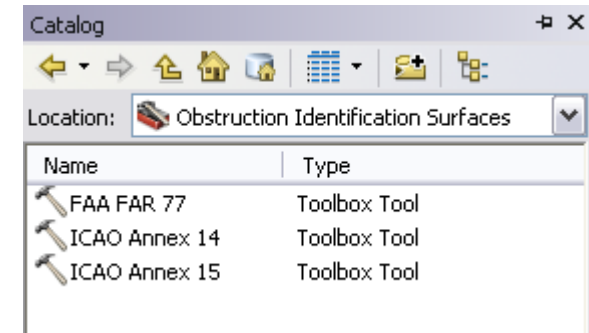 Catalog
Location: Obstruction Identification Surfaces
Name Type
FAA FAR 77 Toolbox Tool
ICAO Annex 14 Toolbox Tool
ICAO Annex 15 Toolbox Tool